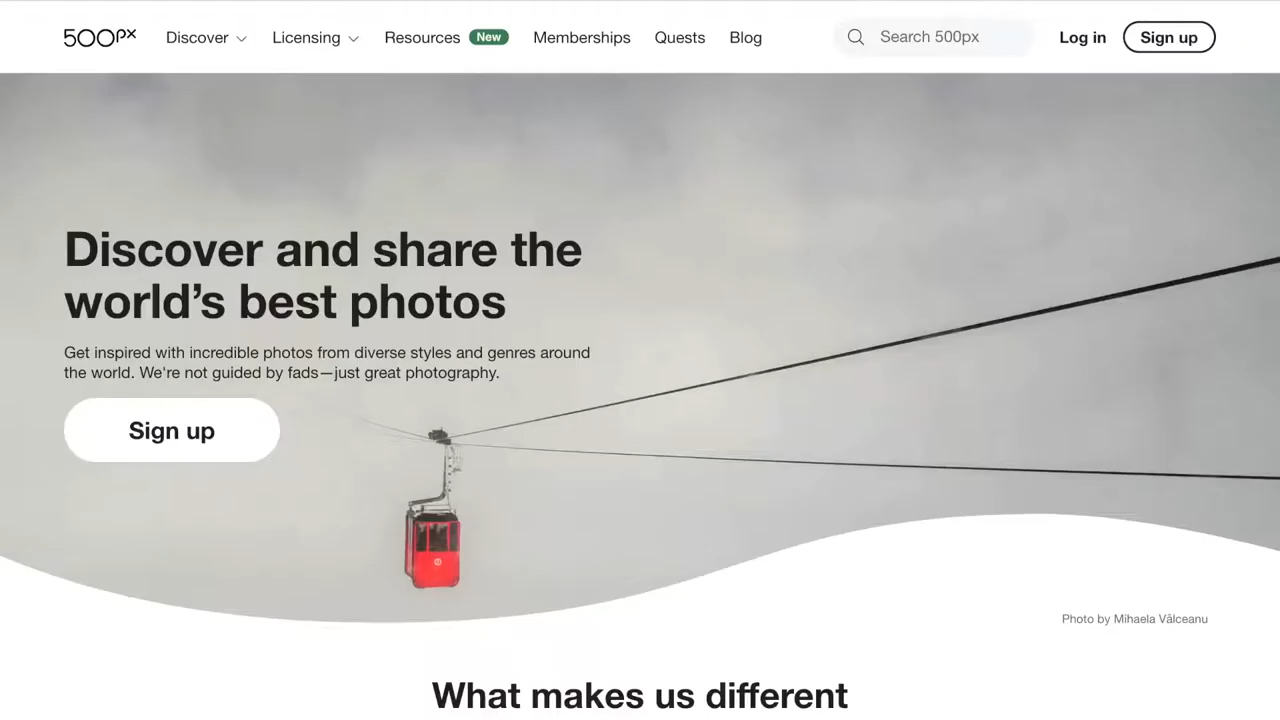 500px Discover Licensing Resources New Memberships Quests Blog Search 500px Log in Sign up
Discover and share the
world’s best photos
Get inspired with incredible photos from diverse styles and genres around
the world. We're not guided by fads—just great photography.
Sign up
Photo by Mihaela Vâlceanu
What makes us different